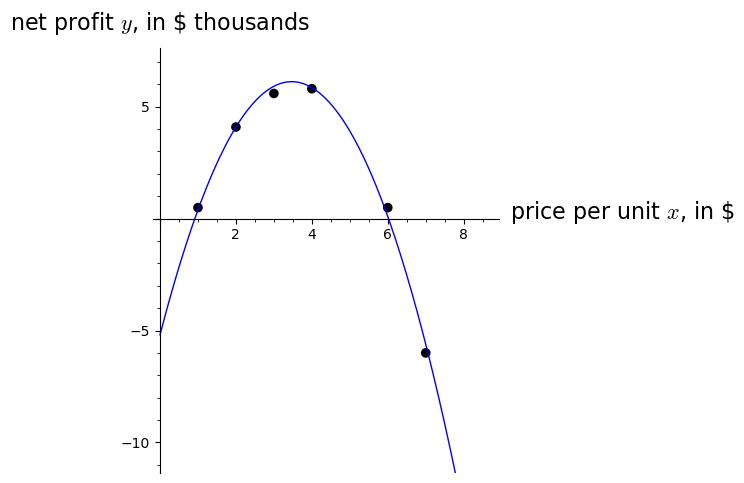 net profit y, in $ thousands
5
price per unit x, in $
2 4 6 8
−5
−10